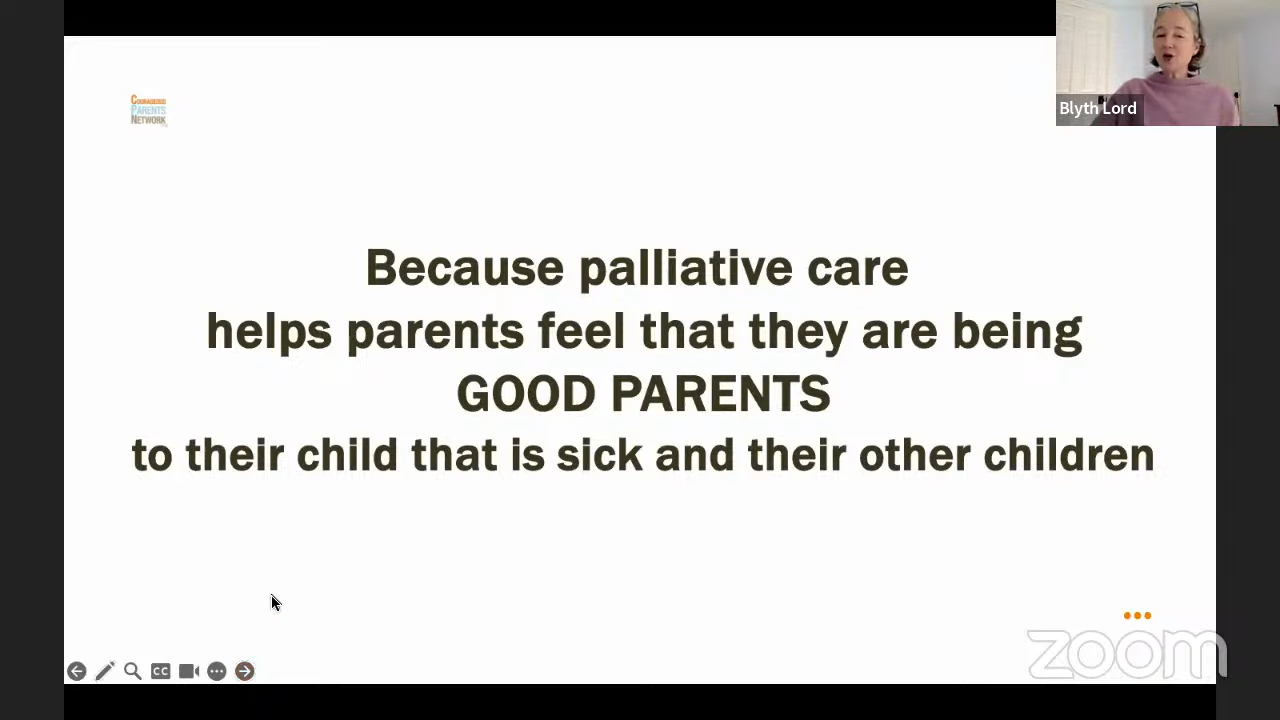 COURAGEOUS
PARENTS
NETWORK
Blyth Lord
Because palliative care
helps parents feel that they are being
GOOD PARENTS
to their child that is sick and their other children
CC
zoom